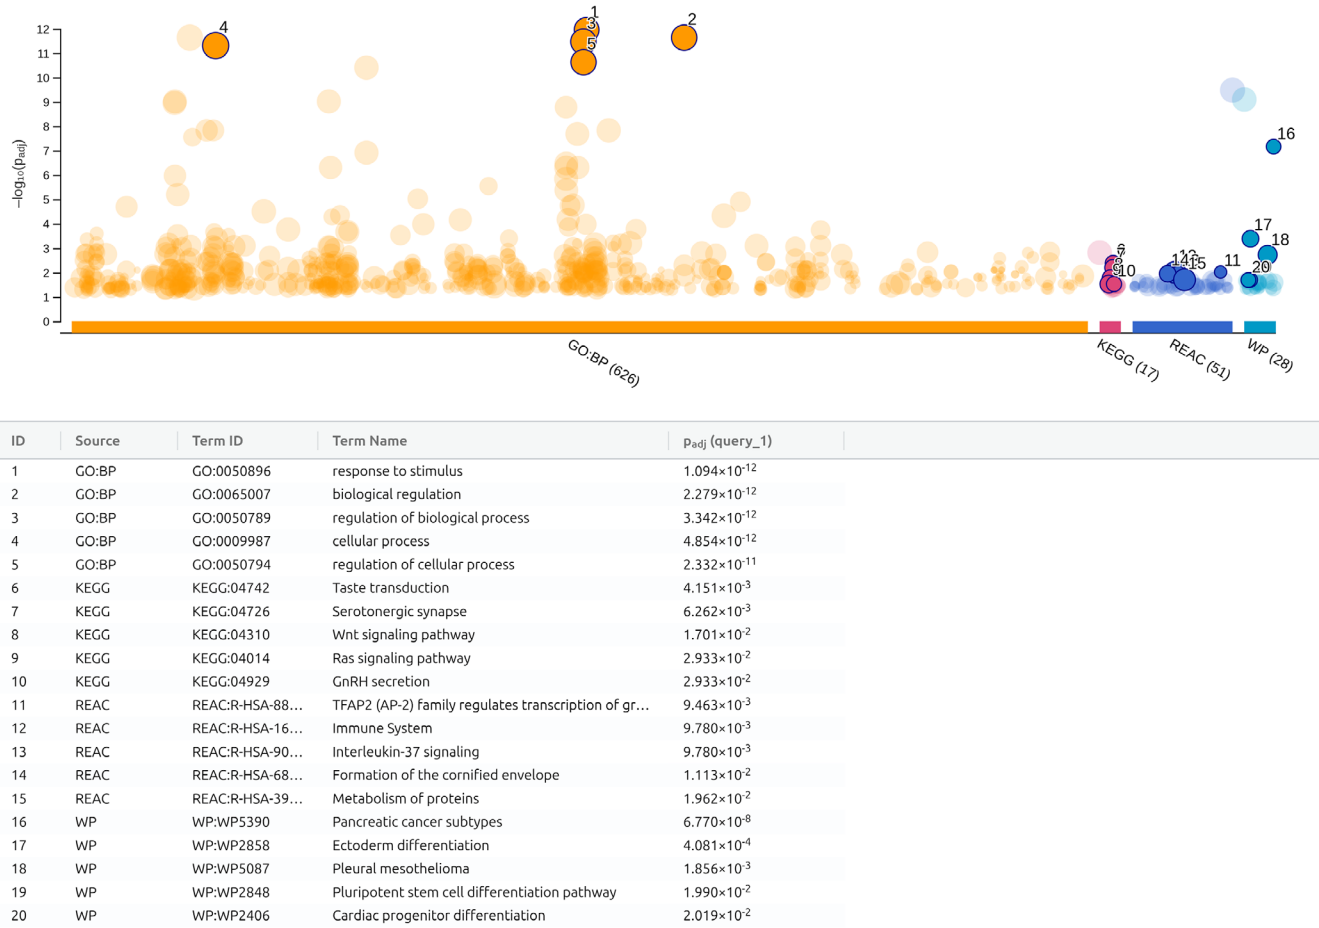 4
1
3
5
2
12
11
10
9
8
7
6
5
4
3
2
1
0
−log₁₀(p_adj)
16
17
18
20
6
7
8
9
10
14
12
15
11
GO:BP (626)
KEGG (17)
REAC (51)
WP (28)
ID Source Term ID Term Name p_adj (query_1)
1 GO:BP GO:0050896 response to stimulus 1.094×10⁻¹²
2 GO:BP GO:0065007 biological regulation 2.279×10⁻¹²
3 GO:BP GO:0050789 regulation of biological process 3.342×10⁻¹²
4 GO:BP GO:0009987 cellular process 4.854×10⁻¹²
5 GO:BP GO:0050794 regulation of cellular process 2.332×10⁻¹¹
6 KEGG KEGG:04742 Taste transduction 4.151×10⁻³
7 KEGG KEGG:04726 Serotonergic synapse 6.262×10⁻³
8 KEGG KEGG:04310 Wnt signaling pathway 1.701×10⁻²
9 KEGG KEGG:04014 Ras signaling pathway 2.933×10⁻²
10 KEGG KEGG:04929 GnRH secretion 2.933×10⁻²
11 REAC REAC:R-HSA-88... TFAP2 (AP-2) family regulates transcription of gr... 9.463×10⁻³
12 REAC REAC:R-HSA-16... Immune System 9.780×10⁻³
13 REAC REAC:R-HSA-90... Interleukin-37 signaling 9.780×10⁻³
14 REAC REAC:R-HSA-68... Formation of the cornified envelope 1.113×10⁻²
15 REAC REAC:R-HSA-39... Metabolism of proteins 1.962×10⁻²
16 WP WP:WP5390 Pancreatic cancer subtypes 6.770×10⁻⁸
17 WP WP:WP2858 Ectoderm differentiation 4.081×10⁻⁴
18 WP WP:WP5087 Pleural mesothelioma 1.856×10⁻³
19 WP WP:WP2848 Pluripotent stem cell differentiation pathway 1.990×10⁻²
20 WP WP:WP2406 Cardiac progenitor differentiation 2.019×10⁻²